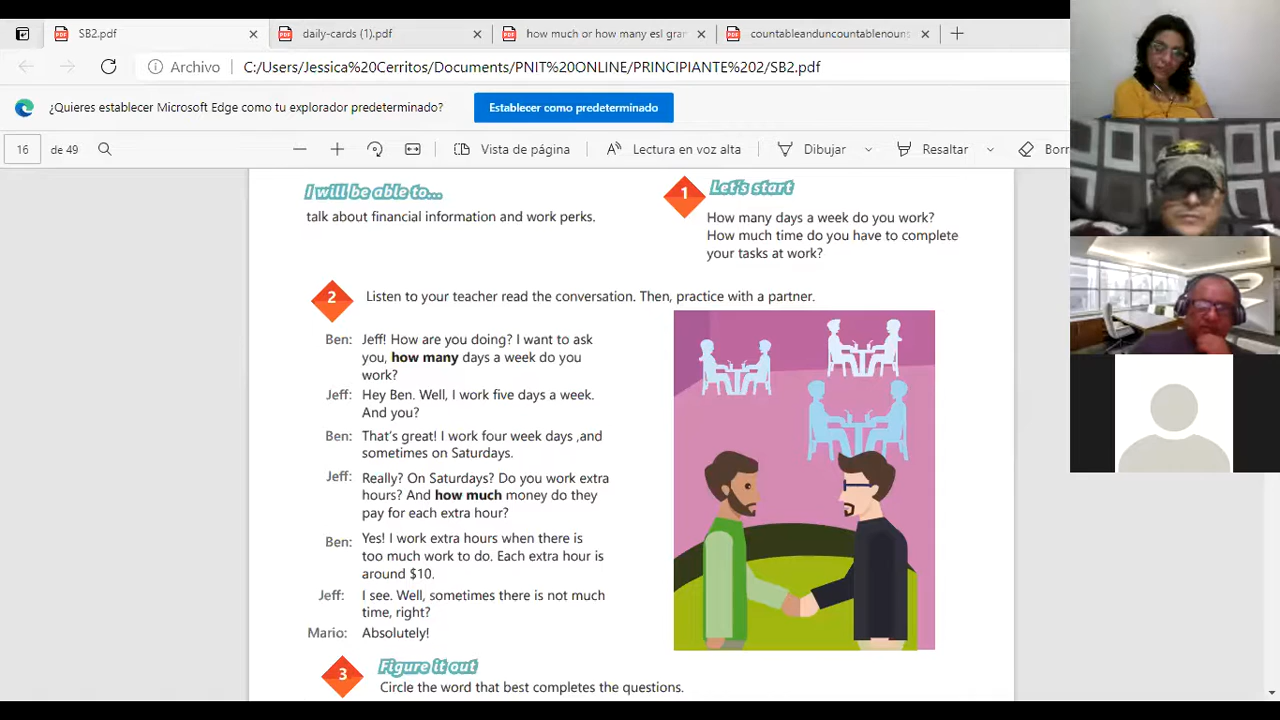 SB2.pdf
daily-cards (1).pdf
how much or how many esl gra
countableanduncountablenouns
Archivo
C:/Users/Jessica%20Cerritos/Documents/PNIT%20ONLINE/PRINCIPIANTE%202/SB2.pdf
¿Quieres establecer Microsoft Edge como tu explorador predeterminado?
Establecer como predeterminado
16
de 49
Vista de página
Lectura en voz alta
Dibujar
Resaltar
Borr
I will be able to...
talk about financial information and work perks.
1
Let's start
How many days a week do you work?
How much time do you have to complete
your tasks at work?
2
Listen to your teacher read the conversation. Then, practice with a partner.
Ben: Jeff! How are you doing? I want to ask
you, how many days a week do you
work?
Jeff: Hey Ben. Well, I work five days a week.
And you?
Ben: That's great! I work four week days ,and
sometimes on Saturdays.
Jeff: Really? On Saturdays? Do you work extra
hours? And how much money do they
pay for each extra hour?
Ben: Yes! I work extra hours when there is
too much work to do. Each extra hour is
around $10.
Jeff: I see. Well, sometimes there is not much
time, right?
Mario: Absolutely!
3
Figure it out
Circle the word that best completes the questions.